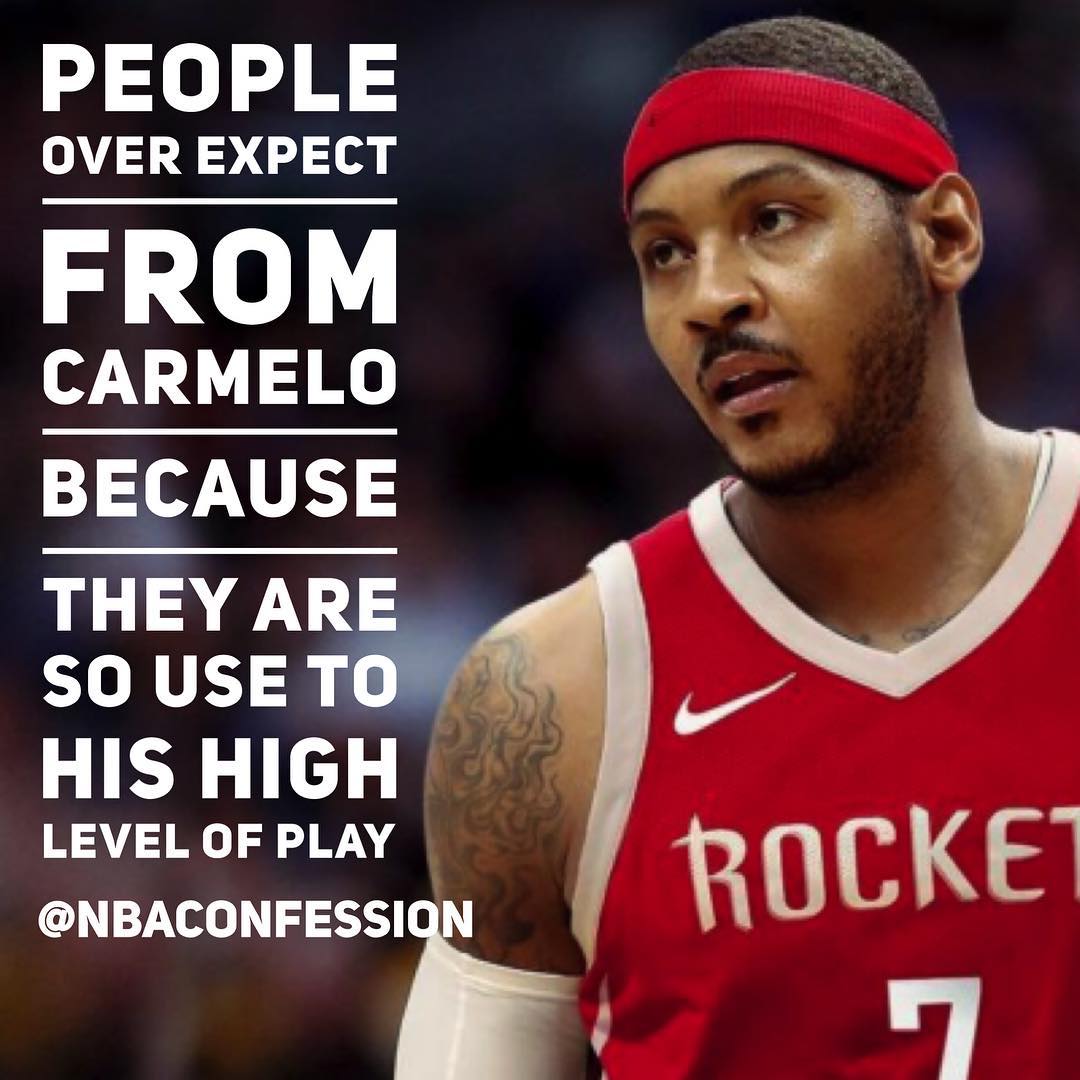 PEOPLE
OVER EXPECT
FROM
CARMELO
BECAUSE
THEY ARE
SO USE TO
HIS HIGH
LEVEL OF PLAY
@NBACONFESSION
ROCKET
7